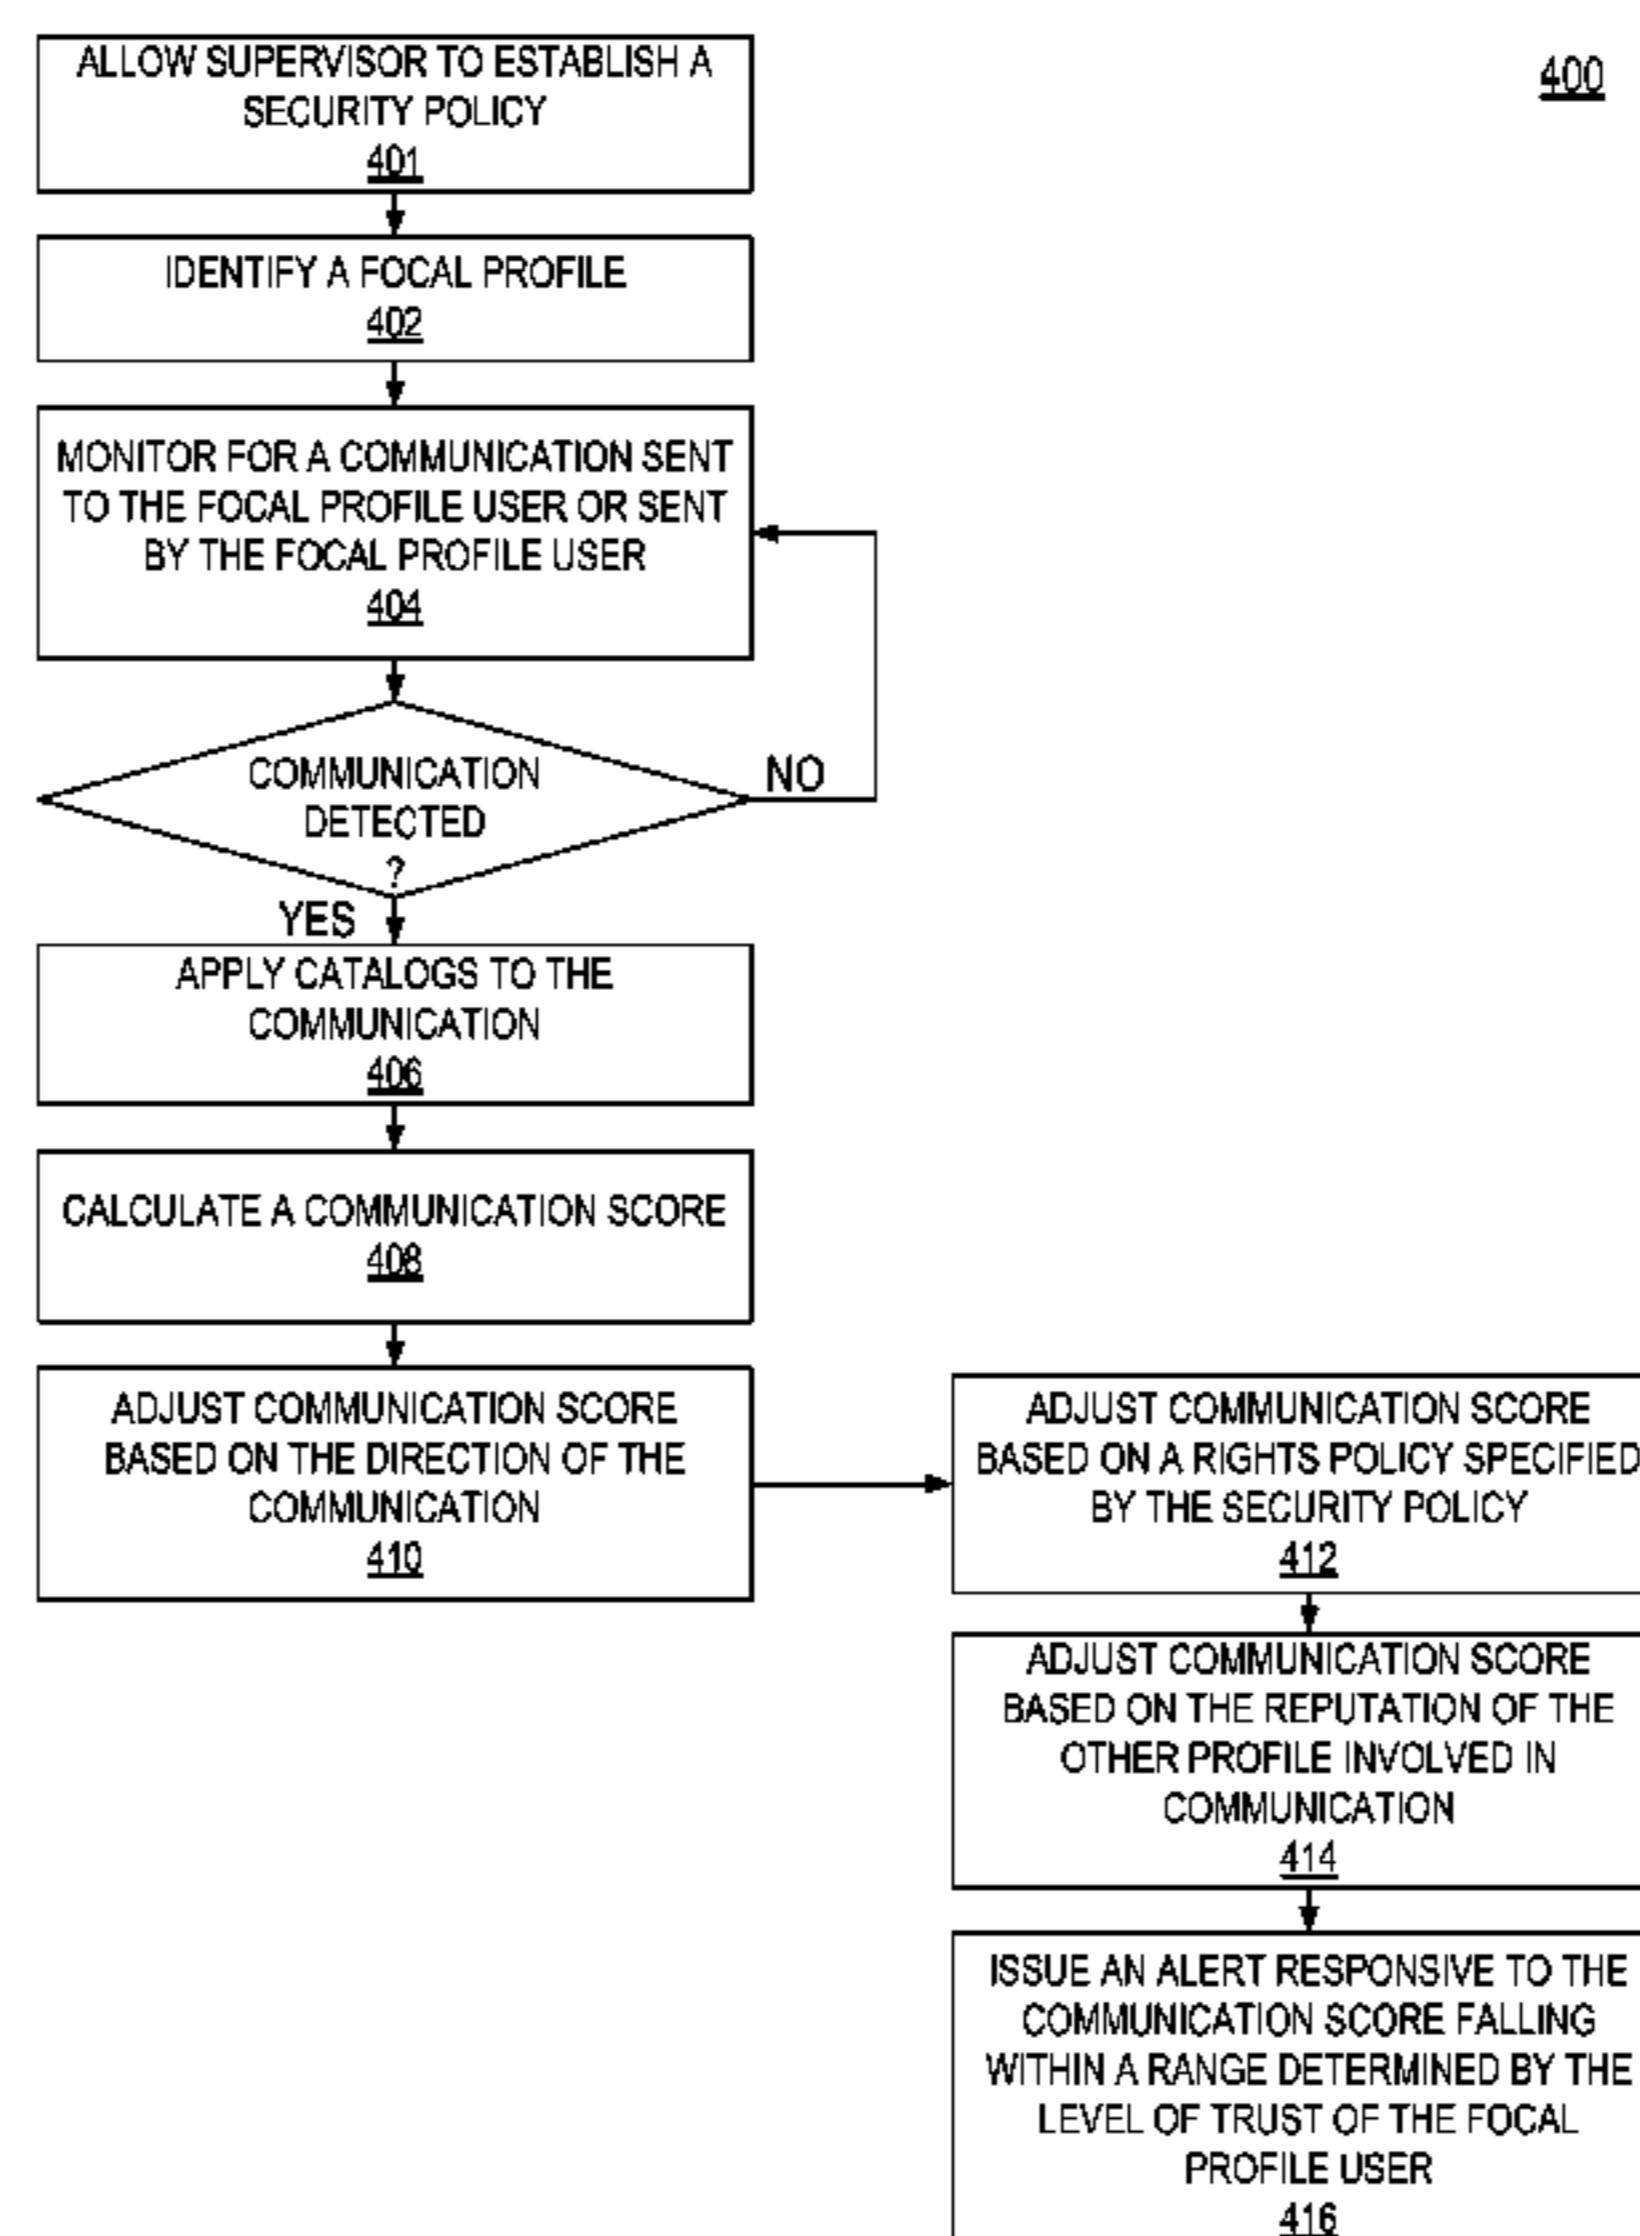 400
ALLOW SUPERVISOR TO ESTABLISH A
SECURITY POLICY
401
IDENTIFY A FOCAL PROFILE
402
MONITOR FOR A COMMUNICATION SENT
TO THE FOCAL PROFILE USER OR SENT
BY THE FOCAL PROFILE USER
404
COMMUNICATION
DETECTED
?
NO
YES
APPLY CATALOGS TO THE
COMMUNICATION
406
CALCULATE A COMMUNICATION SCORE
408
ADJUST COMMUNICATION SCORE
BASED ON THE DIRECTION OF THE
COMMUNICATION
410
ADJUST COMMUNICATION SCORE
BASED ON A RIGHTS POLICY SPECIFIED
BY THE SECURITY POLICY
412
ADJUST COMMUNICATION SCORE
BASED ON THE REPUTATION OF THE
OTHER PROFILE INVOLVED IN
COMMUNICATION
414
ISSUE AN ALERT RESPONSIVE TO THE
COMMUNICATION SCORE FALLING
WITHIN A RANGE DETERMINED BY THE
LEVEL OF TRUST OF THE FOCAL
PROFILE USER
416